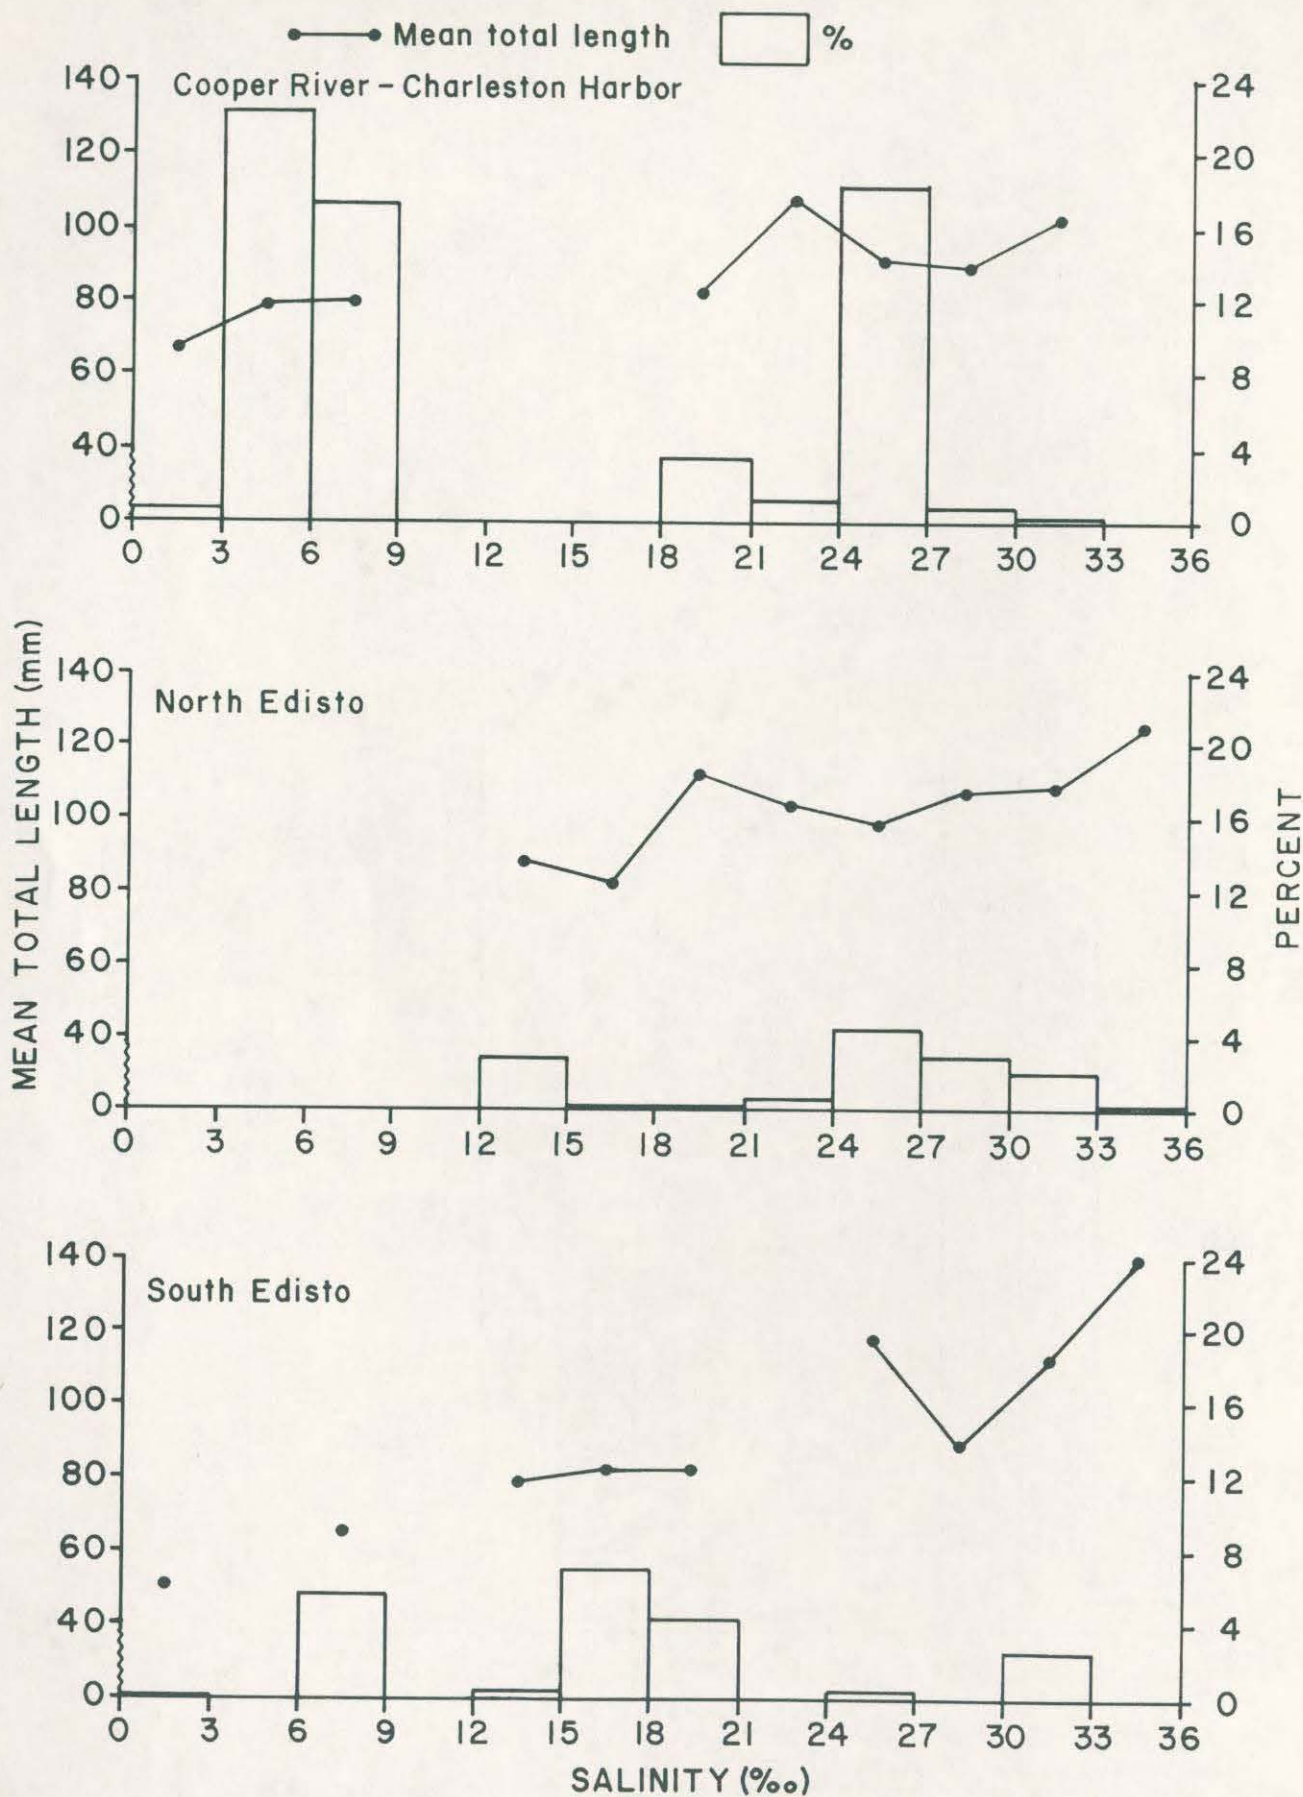 Mean total length %
Cooper River - Charleston Harbor
140 24
120 20
100 16
80 12
60 8
40 4
0 0
0 3 6 9 12 15 18 21 24 27 30 33 36
North Edisto
140 24
120 20
100 16
80 12
60 8
40 4
0 0
0 3 6 9 12 15 18 21 24 27 30 33 36
MEAN TOTAL LENGTH (mm)
PERCENT
South Edisto
140 24
120 20
100 16
80 12
60 8
40 4
0 0
0 3 6 9 12 15 18 21 24 27 30 33 36
SALINITY (‰)